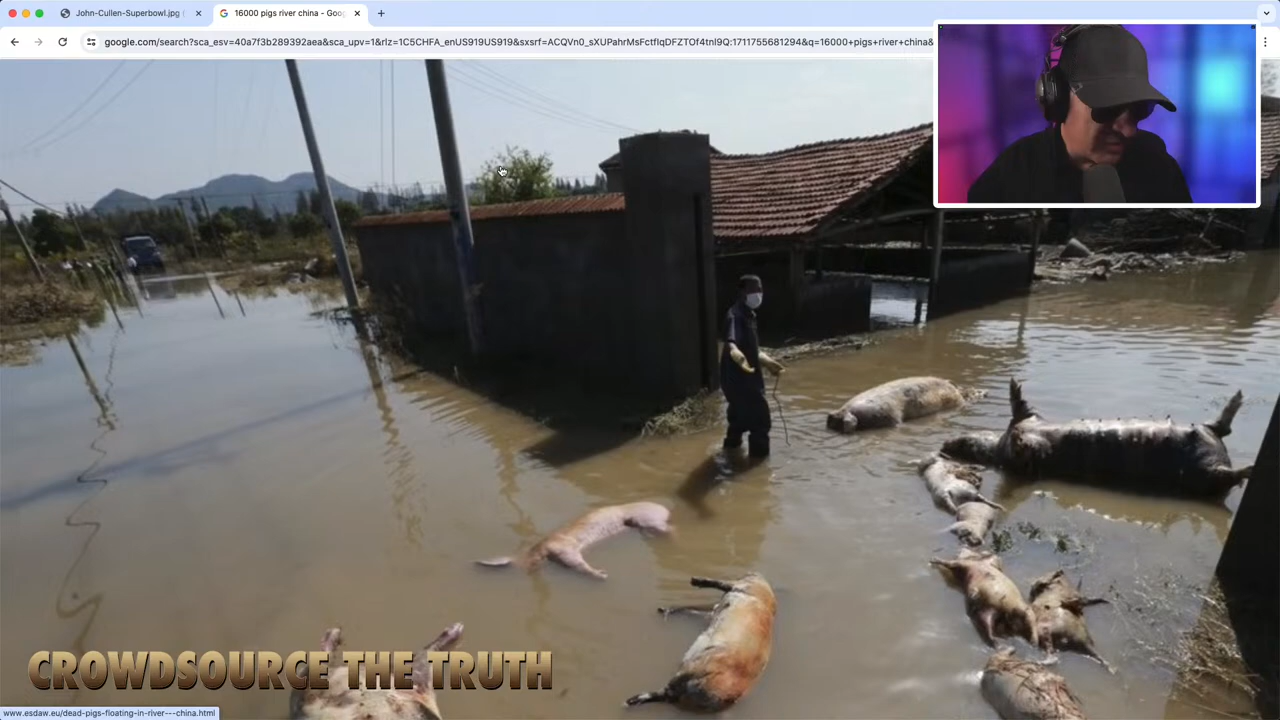 John-Cullen-Superbowl.jpg (
16000 pigs river china - Goo
google.com/search?sca_esv=40a7f3b289392aea&sca_upv=1&rlz=1C5CHFA_enUS919US919&sxsrf=ACQVn0_sXUPahrMsFctfIqDFZTOf4tnI9Q:1711755681294&q=16000+pigs+river+china&
CROWDSOURCE THE TRUTH
www.esdaw.eu/dead-pigs-floating-in-river---china.html